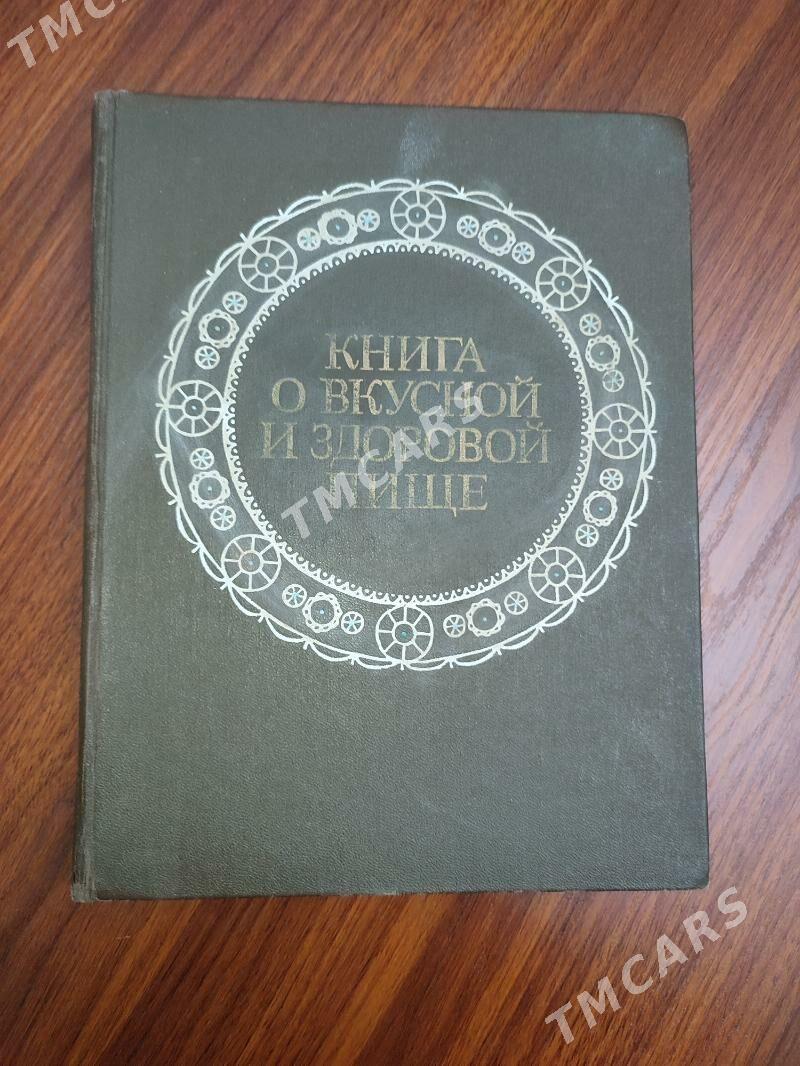 TMCARS
КНИГА
О ВКУСНОЙ
И ЗДОРОВОЙ
ПИЩЕ
TMCARS
TMCARS